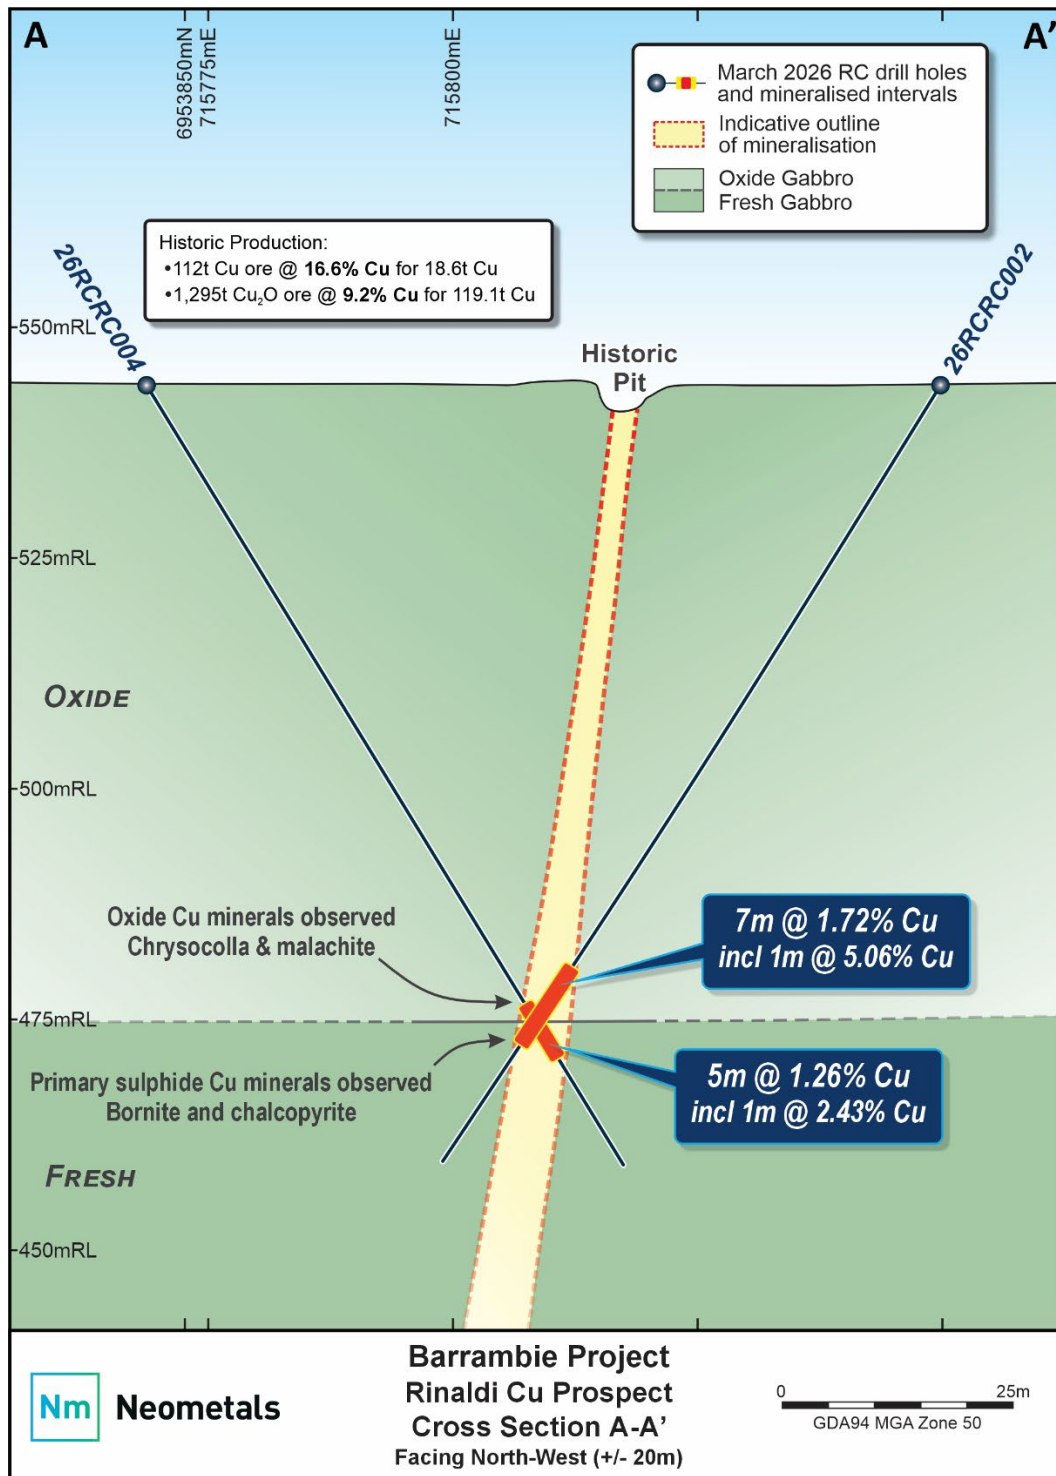 A
A'
6953850mN
715775mE
715800mE
March 2026 RC drill holes
and mineralised intervals
Indicative outline
of mineralisation
Oxide Gabbro
Fresh Gabbro
Historic Production:
•112t Cu ore @ 16.6% Cu for 18.6t Cu
•1,295t Cu₂O ore @ 9.2% Cu for 119.1t Cu
26RCRC004
26RCRC002
550mRL
Historic
Pit
525mRL
OXIDE
500mRL
Oxide Cu minerals observed
Chrysocolla & malachite
7m @ 1.72% Cu
incl 1m @ 5.06% Cu
475mRL
Primary sulphide Cu minerals observed
Bornite and chalcopyrite
5m @ 1.26% Cu
incl 1m @ 2.43% Cu
FRESH
450mRL
Nm Neometals
Barrambie Project
Rinaldi Cu Prospect
Cross Section A-A'
Facing North-West (+/- 20m)
0 25m
GDA94 MGA Zone 50